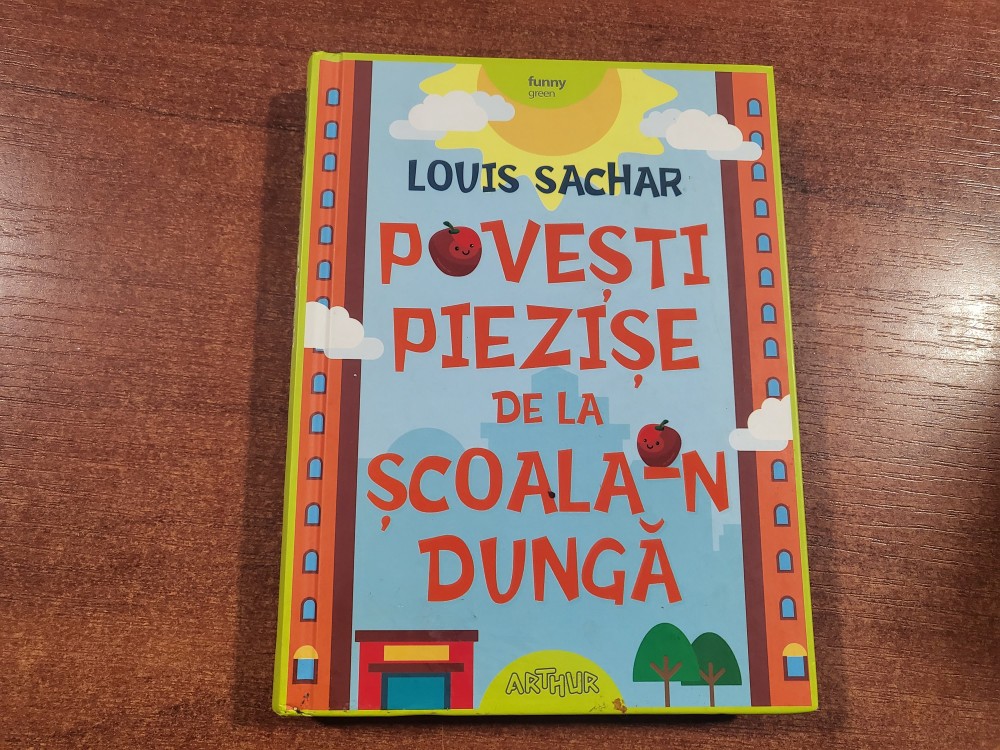 funny
green
LOUIS SACHAR
POVEȘTI
PIEZIȘE
DE LA
ȘCOALA-N
DUNGĂ
ARTHUR